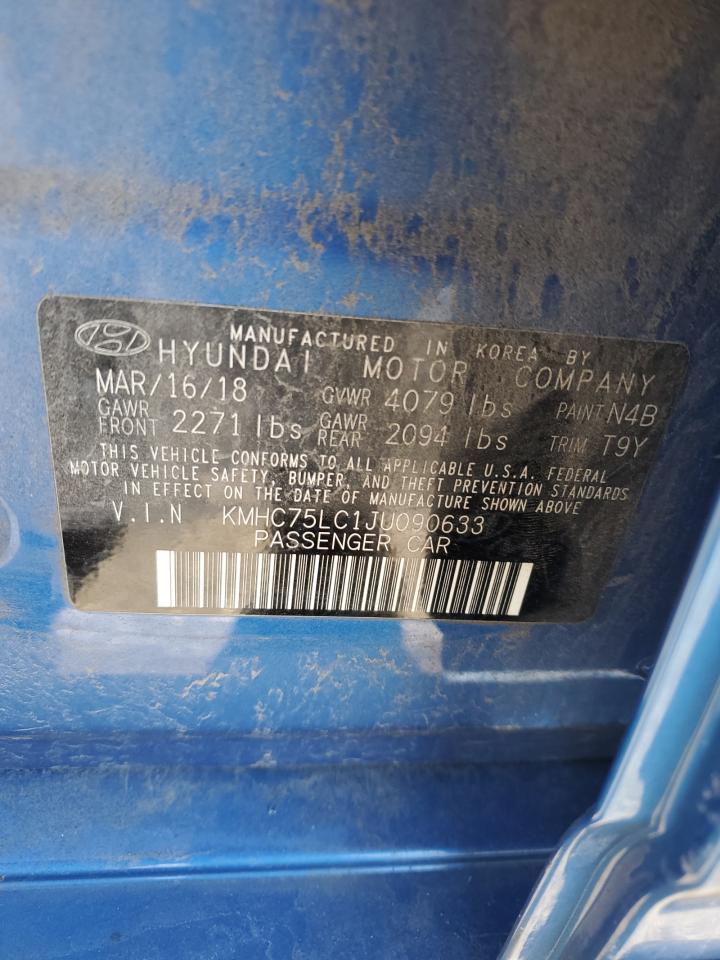 MANUFACTURED IN KOREA BY
HYUNDAI MOTOR COMPANY
MAR/16/18 GVWR 4079 lbs PAINT N4B
GAWR FRONT 2271 lbs GAWR REAR 2094 lbs TRIM T9Y
THIS VEHICLE CONFORMS TO ALL APPLICABLE U.S.A. FEDERAL
MOTOR VEHICLE SAFETY, BUMPER, AND THEFT PREVENTION STANDARDS
IN EFFECT ON THE DATE OF MANUFACTURE SHOWN ABOVE
V.I.N KMHC75LC1JU090633
PASSENGER CAR